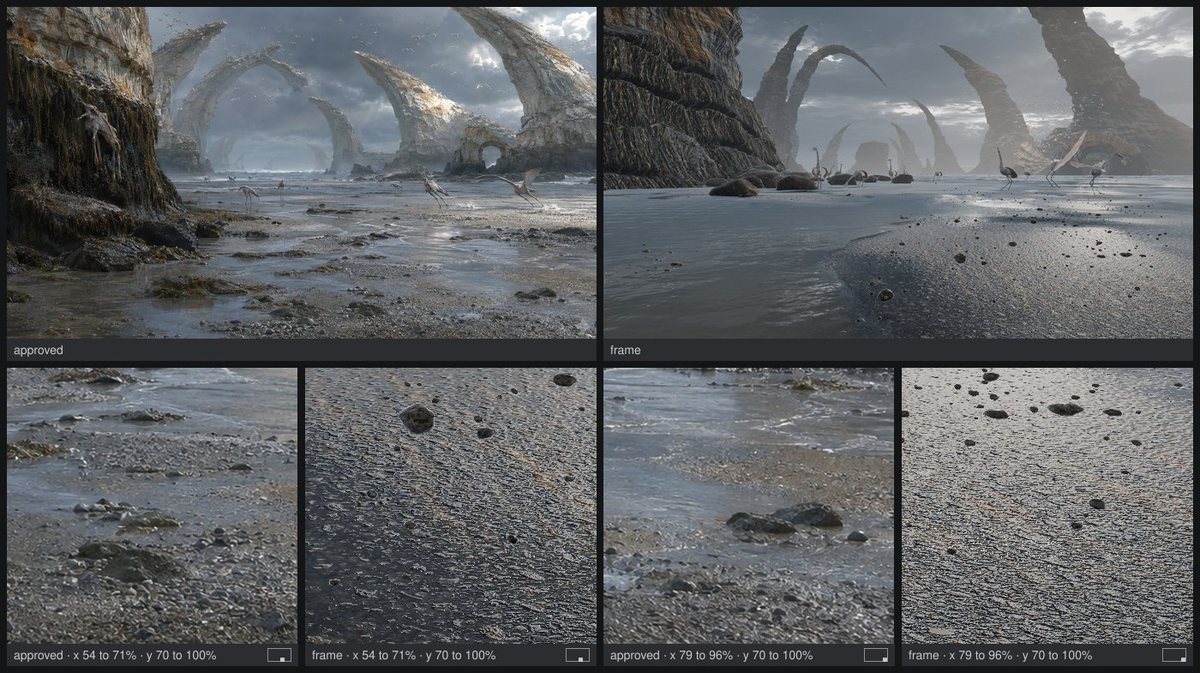 approved
frame
approved · x 54 to 71% · y 70 to 100%
frame · x 54 to 71% · y 70 to 100%
approved · x 79 to 96% · y 70 to 100%
frame · x 79 to 96% · y 70 to 100%